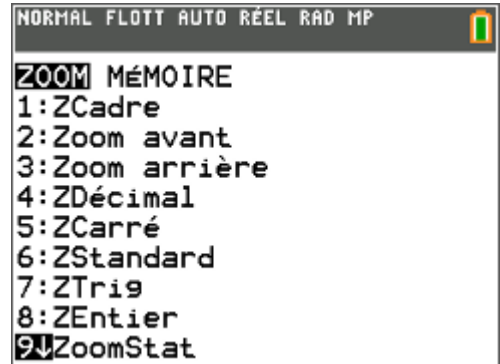 NORMAL FLOTT AUTO RÉEL RAD MP
ZOOM MÉMOIRE
1:ZCadre
2:Zoom avant
3:Zoom arrière
4:ZDécimal
5:ZCarré
6:ZStandard
7:ZTrig
8:ZEntier
9↓ZoomStat